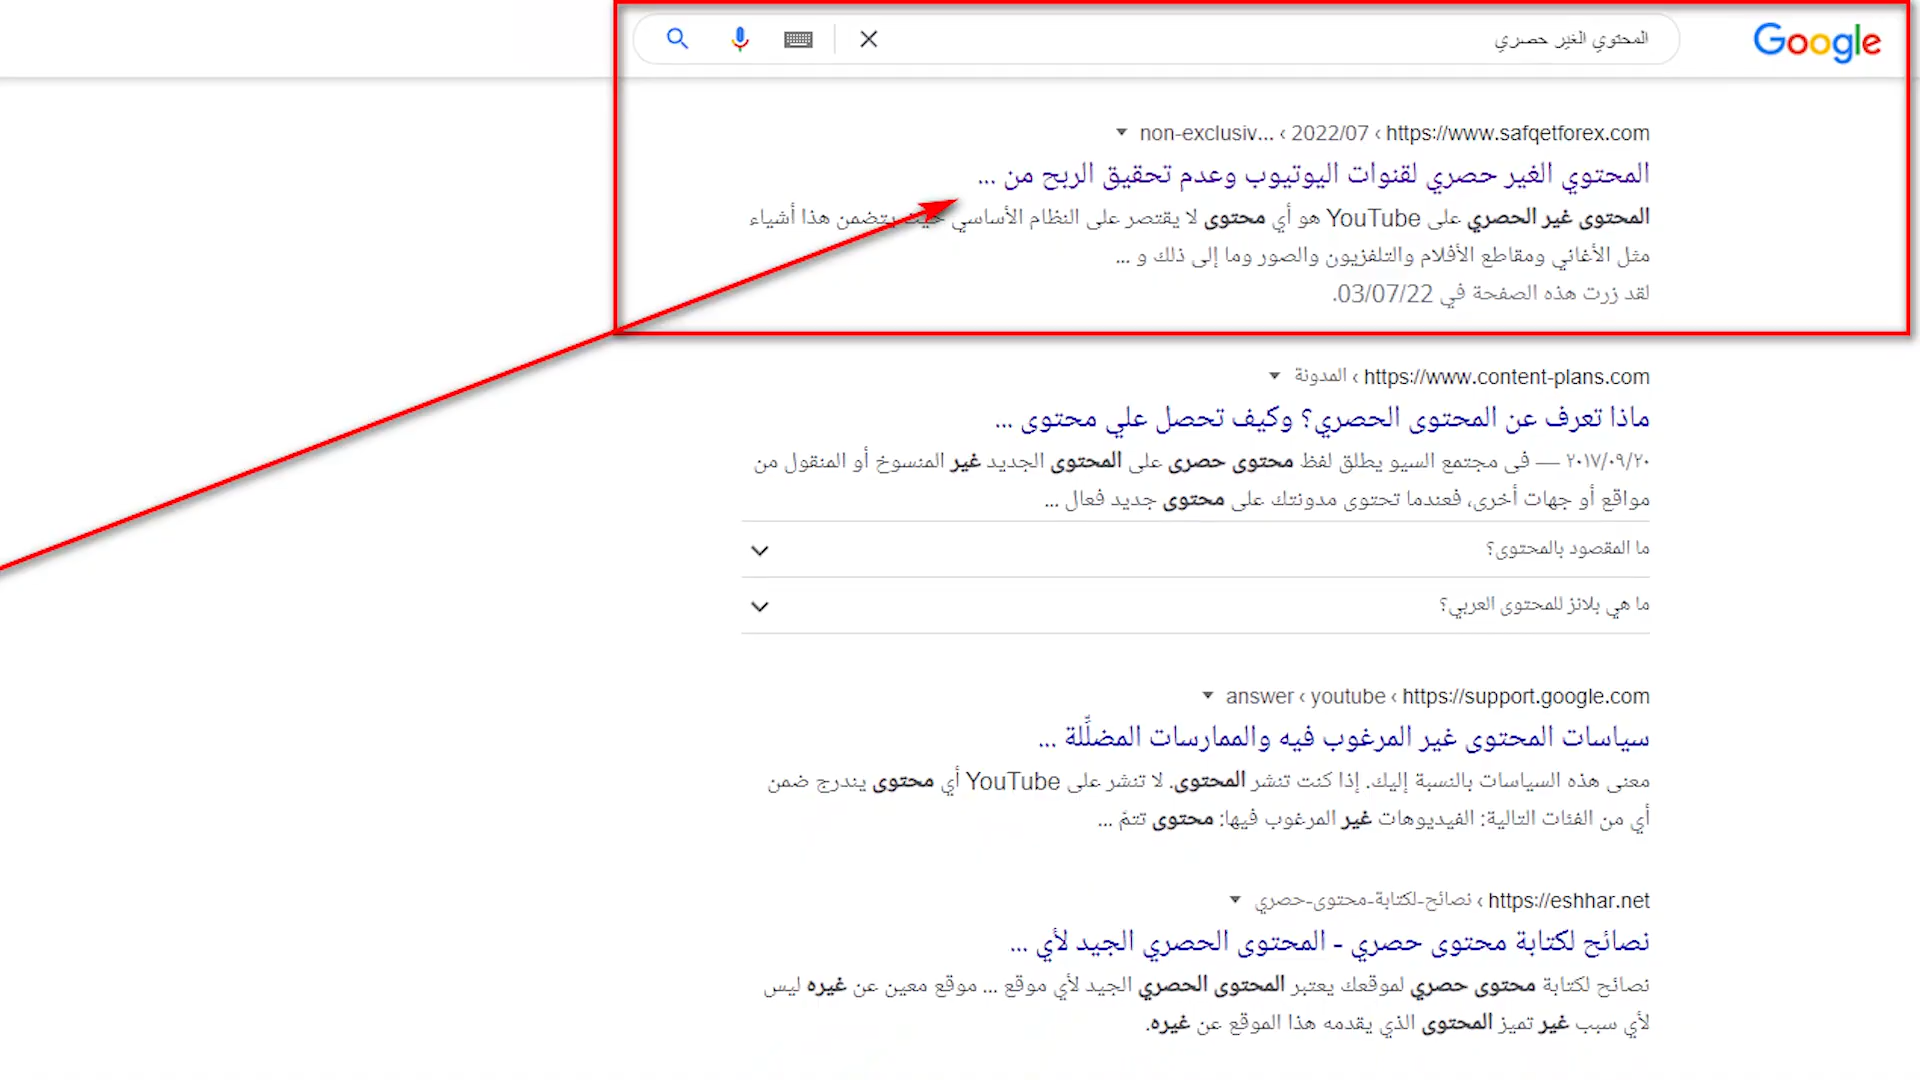 Google
المحتوي الغير حصري
https://www.safqetforex.com › 2022/07 › non-exclusiv...
المحتوي الغير حصري لقنوات اليوتيوب وعدم تحقيق الربح من ...
المحتوى غير الحصري على YouTube هو أي محتوى لا يقتصر على النظام الأساسي حيث يتضمن هذا أشياء
مثل الأغاني ومقاطع الأفلام والتلفزيون والصور وما إلى ذلك و ...
لقد زرت هذه الصفحة في 03/07/22.
https://www.content-plans.com › المدونة
ماذا تعرف عن المحتوى الحصري؟ وكيف تحصل علي محتوى ...
٢٠١٧/٠٩/٢٠ — فى مجتمع السيو يطلق لفظ محتوى حصرى على المحتوى الجديد غير المنسوخ أو المنقول من
مواقع أو جهات أخرى، فعندما تحتوى مدونتك على محتوى جديد فعال ...
ما المقصود بالمحتوى؟
ما هي بلانز للمحتوى العربي؟
https://support.google.com › youtube › answer
سياسات المحتوى غير المرغوب فيه والممارسات المضلِّلة ...
معنى هذه السياسات بالنسبة إليك. إذا كنت تنشر المحتوى. لا تنشر على YouTube أي محتوى يندرج ضمن
أي من الفئات التالية: الفيديوهات غير المرغوب فيها: محتوى تتمّ ...
https://eshhar.net › نصائح-لكتابة-محتوى-حصري
نصائح لكتابة محتوى حصري - المحتوى الحصري الجيد لأي ...
نصائح لكتابة محتوى حصري لموقعك يعتبر المحتوى الحصري الجيد لأي موقع ... موقع معين عن غيره ليس
لأي سبب غير تميز المحتوى الذي يقدمه هذا الموقع عن غيره.